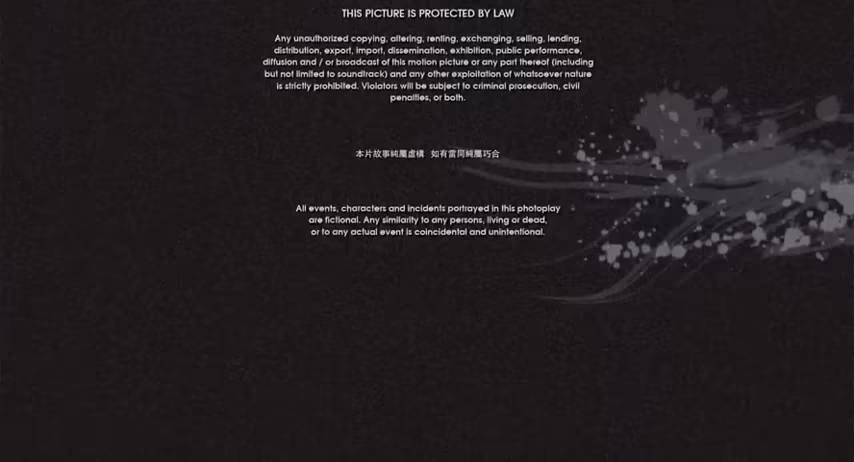 THIS PICTURE IS PROTECTED BY LAW
Any unauthorized copying, altering, renting, exchanging, selling, lending,
distribution, export, import, dissemination, exhibition, public performance,
diffusion and / or broadcast of this motion picture or any part thereof (including
but not limited to soundtrack) and any other exploitation of whatsoever nature
is strictly prohibited. Violators will be subject to criminal prosecution, civil
penalties, or both.
本片故事純屬虛構 如有雷同純屬巧合
All events, characters and incidents portrayed in this photoplay
are fictional. Any similarity to any persons, living or dead,
or to any actual event is coincidental and unintentional.